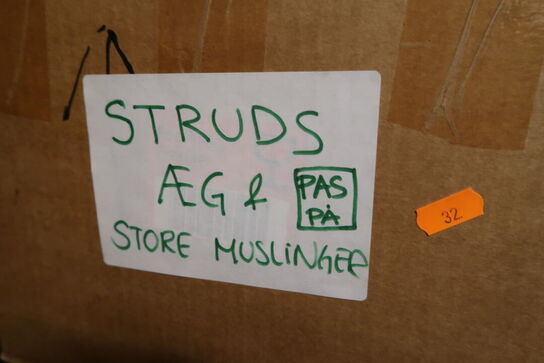 STRUDS
ÆG & PAS PÅ
STORE MUSLINGER
32